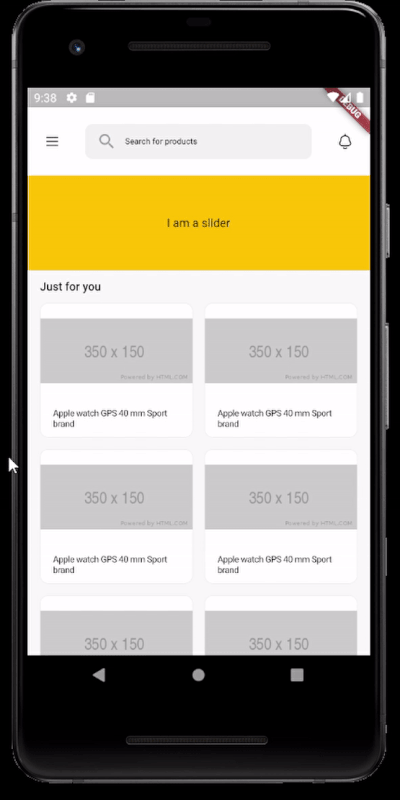 9:38
DEBUG
Search for products
I am a slider
Just for you
350 x 150
Powered by HTML.COM
350 x 150
Powered by HTML.COM
Apple watch GPS 40 mm Sport
brand
Apple watch GPS 40 mm Sport
brand
350 x 150
Powered by HTML.COM
350 x 150
Powered by HTML.COM
Apple watch GPS 40 mm Sport
brand
Apple watch GPS 40 mm Sport
brand
350 x 150
350 x 150